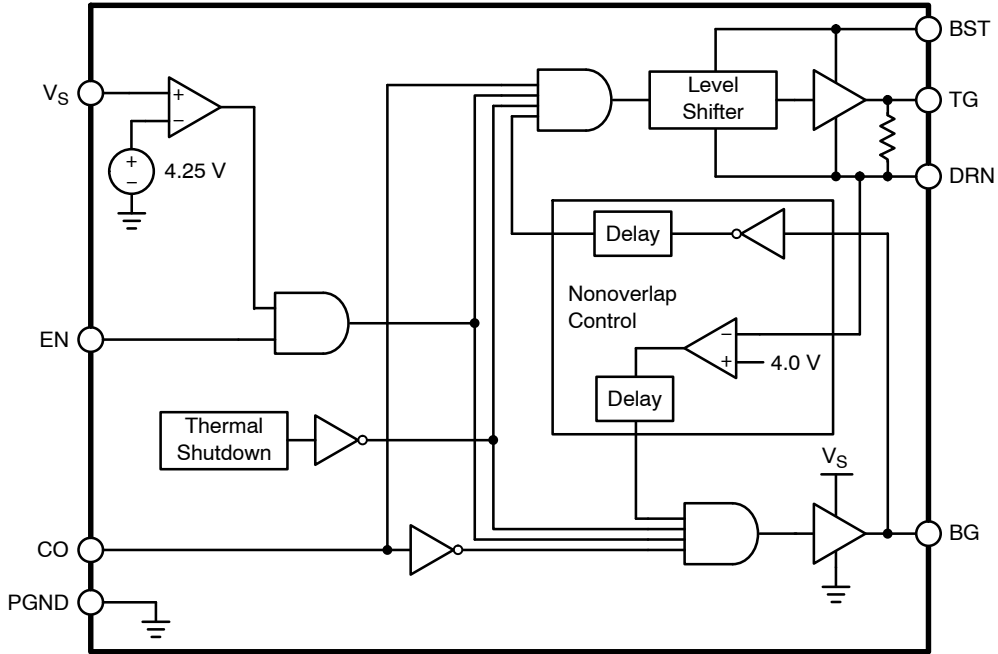 BST
VS
+
−
Level
Shifter
TG
+
−
4.25 V
DRN
Delay
Nonoverlap
Control
EN
−
+
4.0 V
Delay
Thermal
Shutdown
VS
CO
BG
PGND